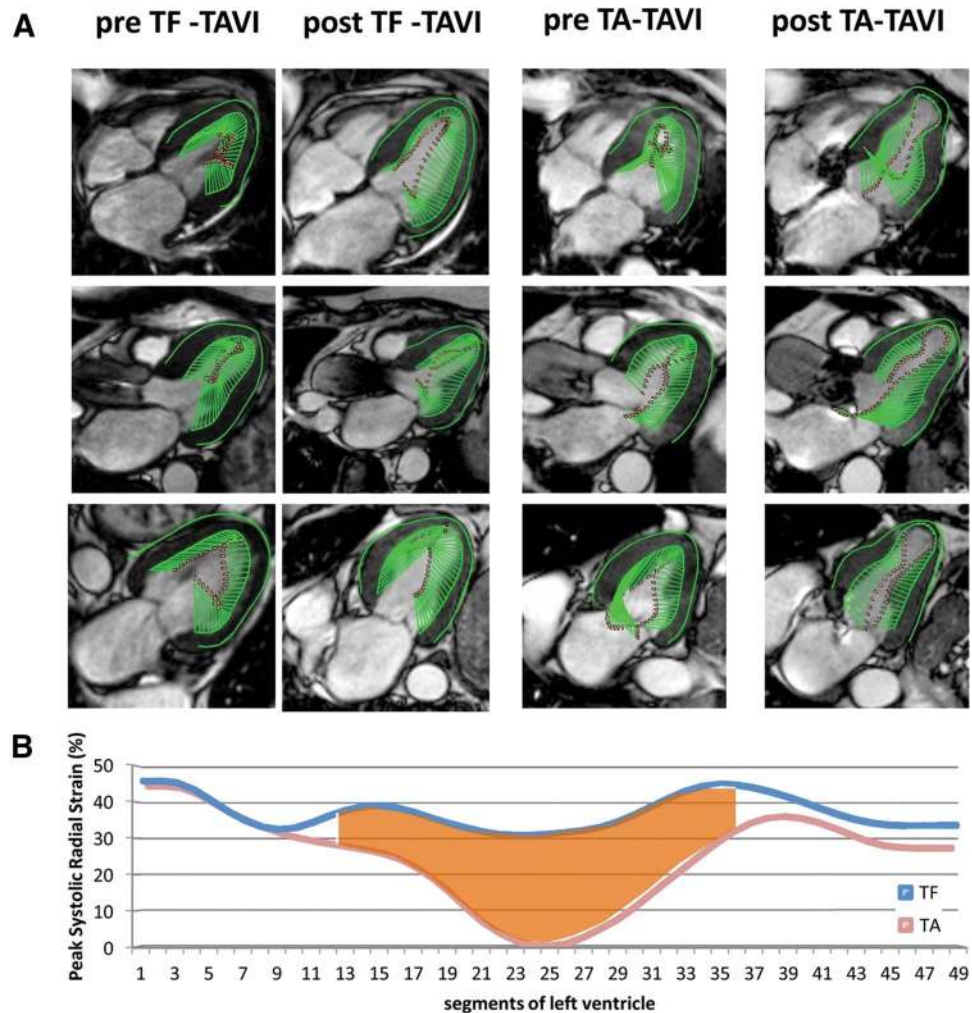 A
pre TF -TAVI post TF -TAVI pre TA-TAVI post TA-TAVI
B
Peak Systolic Radial Strain (%)
50
40
30
20
10
0
TF
TA
1 3 5 7 9 11 13 15 17 19 21 23 25 27 29 31 33 35 37 39 41 43 45 47 49
segments of left ventricle